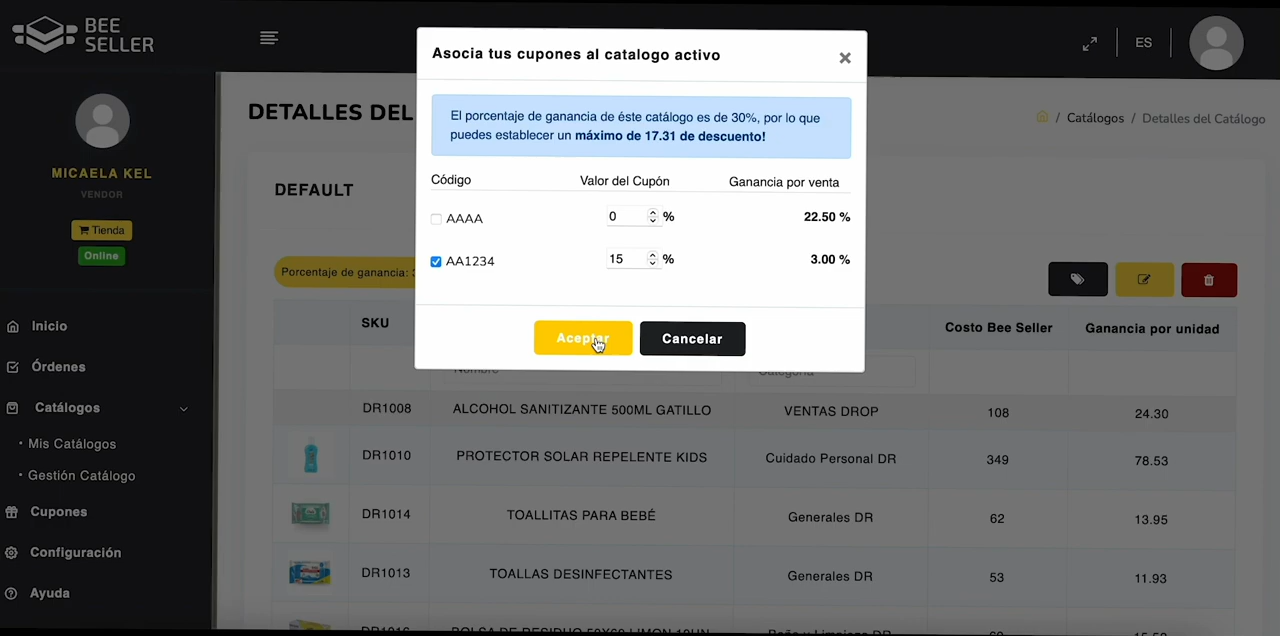 BEE
SELLER
ES
MICAELA KEL
VENDOR
Tienda
Online
Inicio
Órdenes
Catálogos
• Mis Catálogos
• Gestión Catálogo
Cupones
Configuración
Ayuda
DETALLES DEL
/ Catálogos / Detalles del Catálogo
DEFAULT
Porcentaje de ganancia:
Asocia tus cupones al catalogo activo
×
El porcentaje de ganancia de éste catálogo es de 30%, por lo que
puedes establecer un máximo de 17.31 de descuento!
Código Valor del Cupón Ganancia por venta
AAAA 0 % 22.50 %
AA1234 15 % 3.00 %
Aceptar Cancelar
SKU Costo Bee Seller Ganancia por unidad
Nombre Categoría
DR1008 ALCOHOL SANITIZANTE 500ML GATILLO VENTAS DROP 108 24.30
DR1010 PROTECTOR SOLAR REPELENTE KIDS Cuidado Personal DR 349 78.53
DR1014 TOALLITAS PARA BEBÉ Generales DR 62 13.95
DR1013 TOALLAS DESINFECTANTES Generales DR 53 11.93